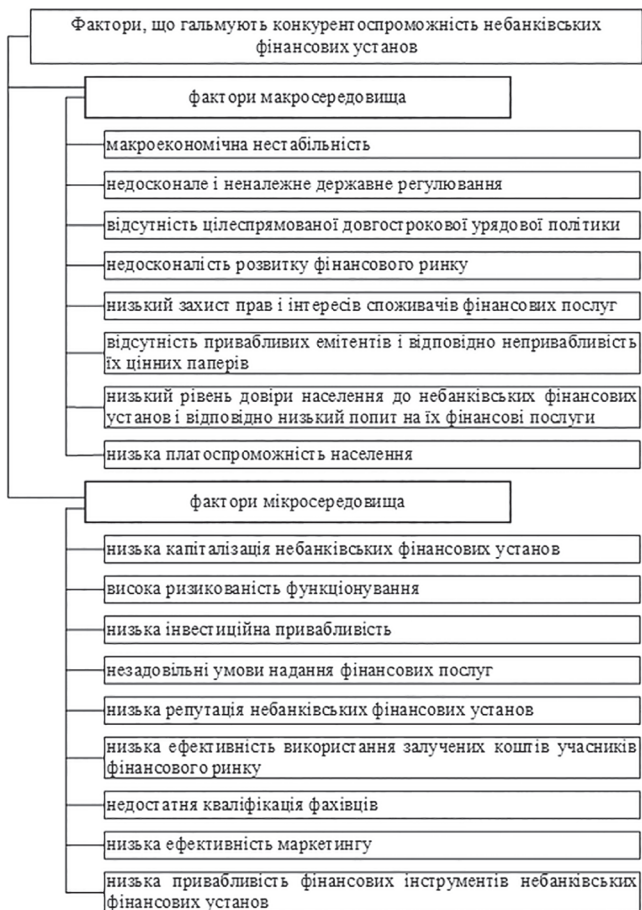 Фактори, що гальмують конкурентоспроможність небанківських
фінансових установ
фактори макросередовища
макроекономічна нестабільність
недосконале і неналежне державне регулювання
відсутність цілеспрямованої довгострокової урядової політики
недосконалість розвитку фінансового ринку
низький захист прав і інтересів споживачів фінансових послуг
відсутність привабливих емітентів і відповідно непривабливість
їх цінних паперів
низький рівень довіри населення до небанківських фінансових
установ і відповідно низький попит на їх фінансові послуги
низька платоспроможність населення
фактори мікросередовища
низька капіталізація небанківських фінансових установ
висока ризикованість функціонування
низька інвестиційна привабливість
незадовільні умови надання фінансових послуг
низька репутація небанківських фінансових установ
низька ефективність використання залучених коштів учасників
фінансового ринку
недостатня кваліфікація фахівців
низька ефективність маркетингу
низька привабливість фінансових інструментів небанківських
фінансових установ